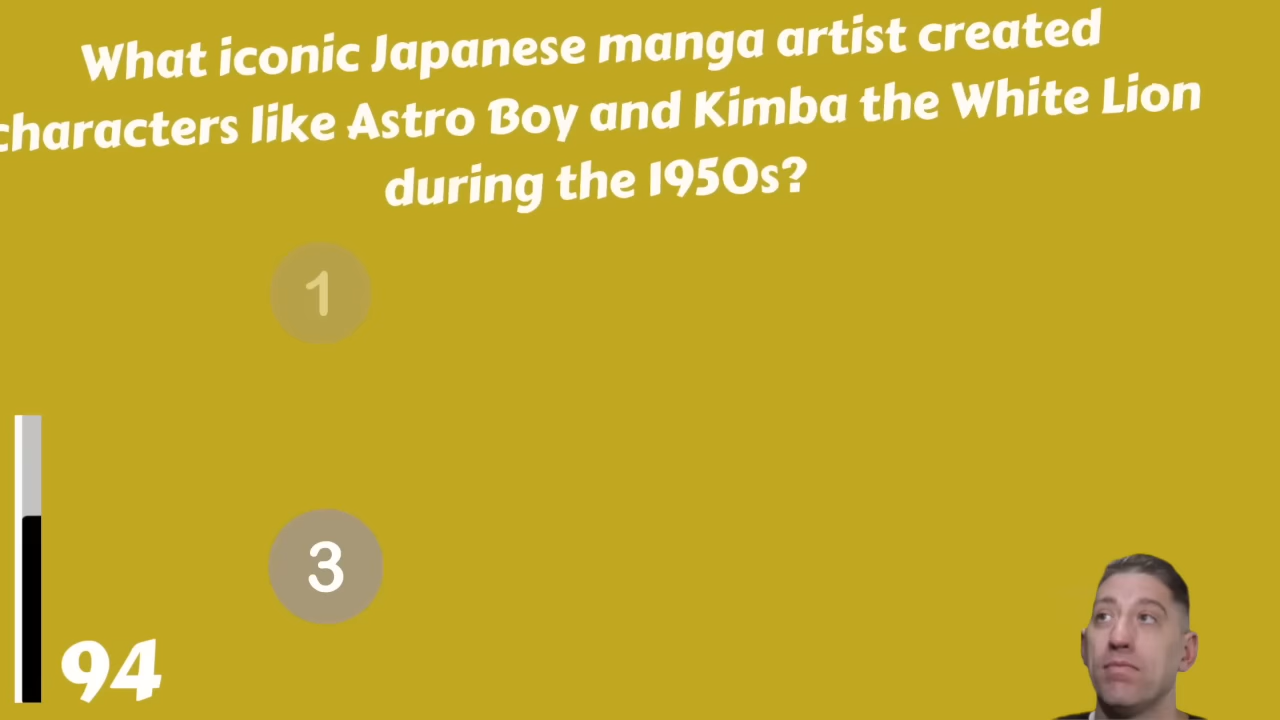 What iconic Japanese manga artist created
characters like Astro Boy and Kimba the White Lion
during the 1950s?
1
3
94